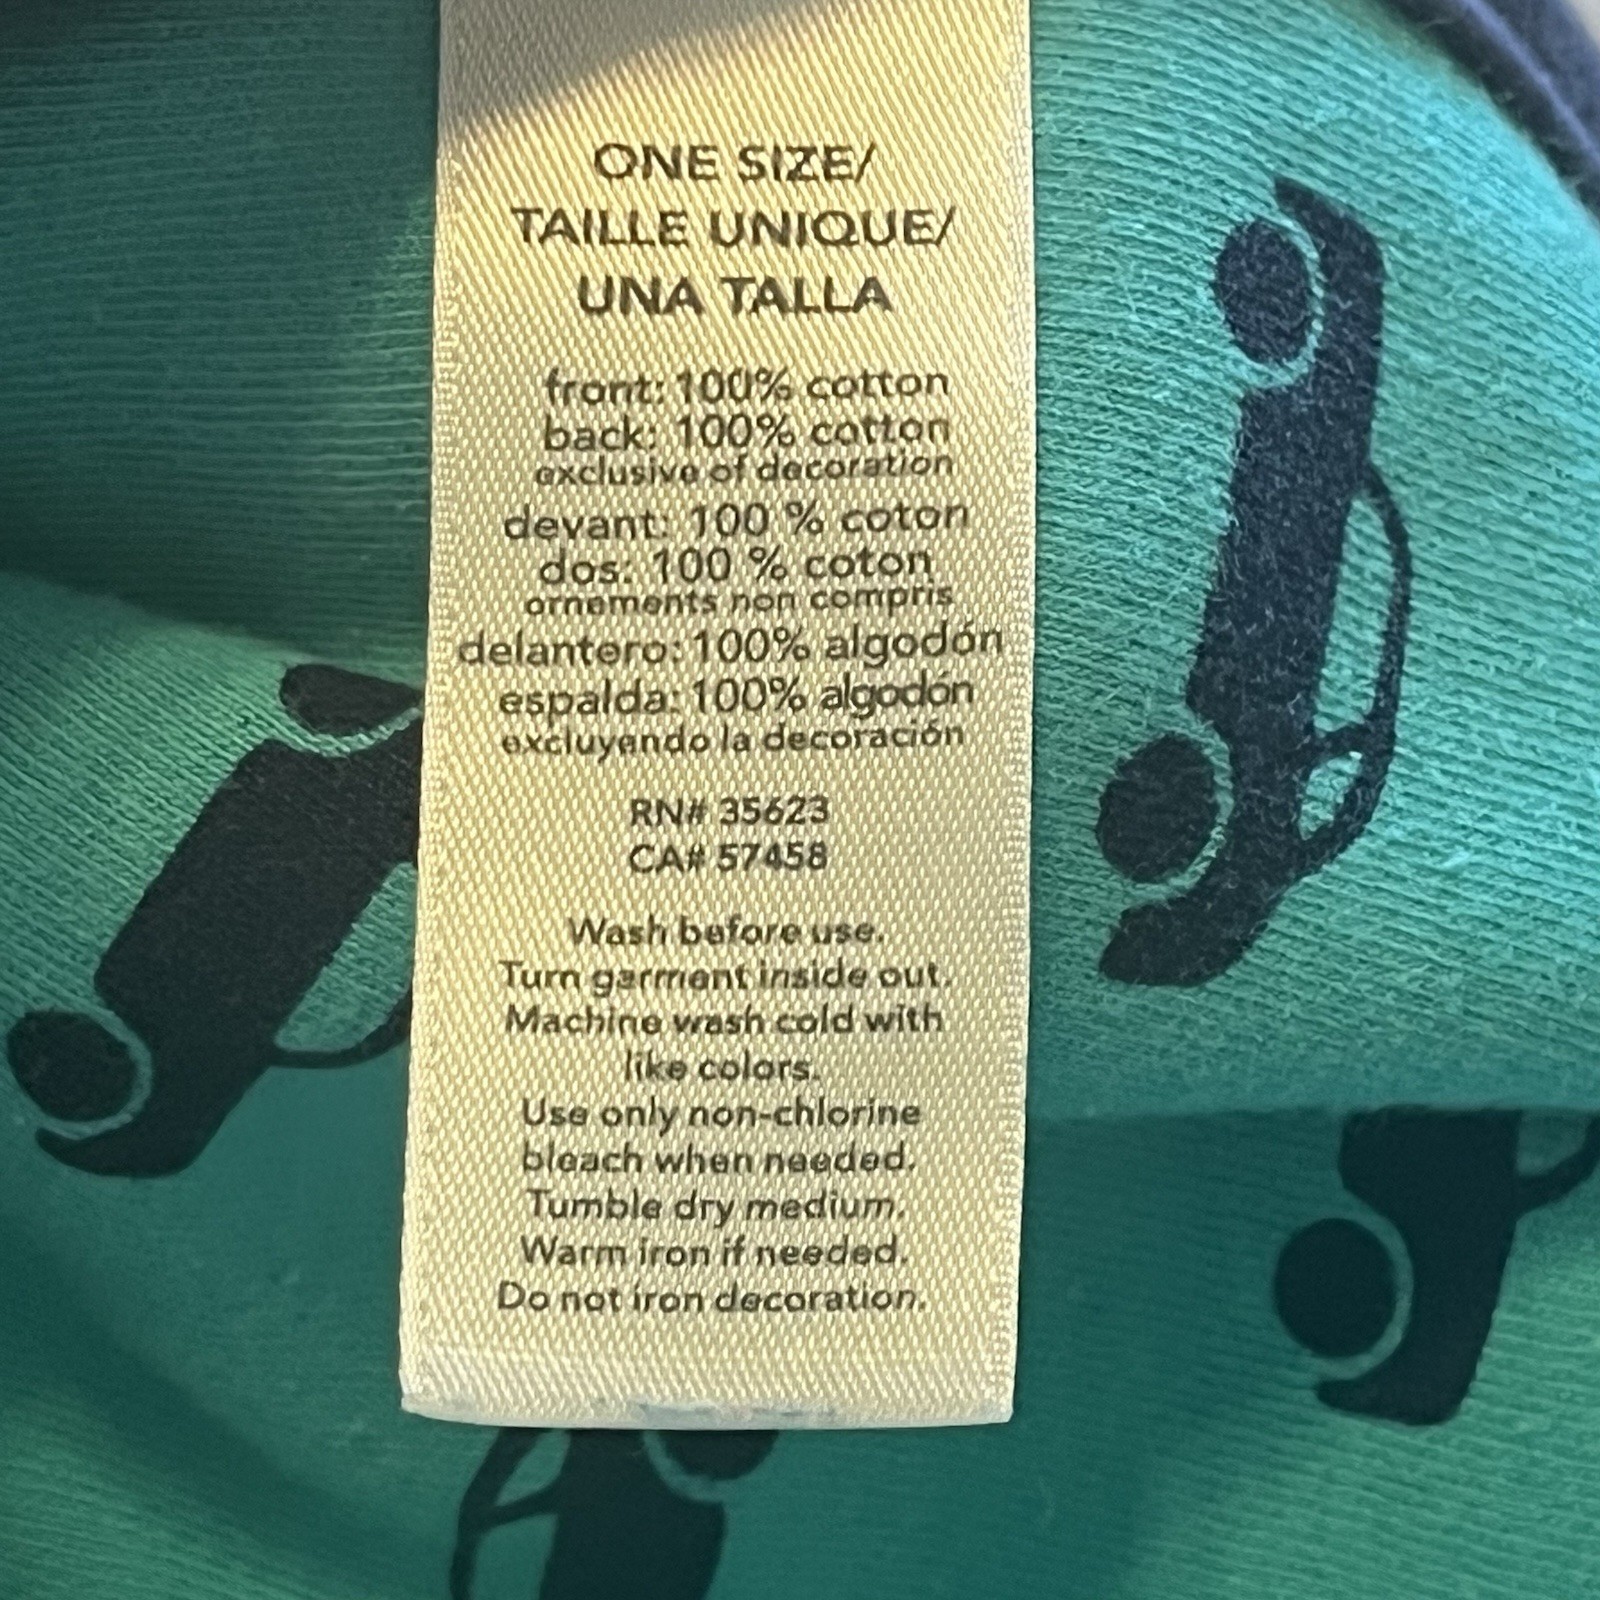 ONE SIZE/
TAILLE UNIQUE/
UNA TALLA
front: 100% cotton
back: 100% cotton
exclusive of decoration
devant: 100 % coton
dos: 100 % coton
ornements non compris
delantero: 100% algodón
espalda: 100% algodón
excluyendo la decoración
RN# 35623
CA# 57458
Wash before use.
Turn garment inside out.
Machine wash cold with
like colors.
Use only non-chlorine
bleach when needed.
Tumble dry medium.
Warm iron if needed.
Do not iron decoration.